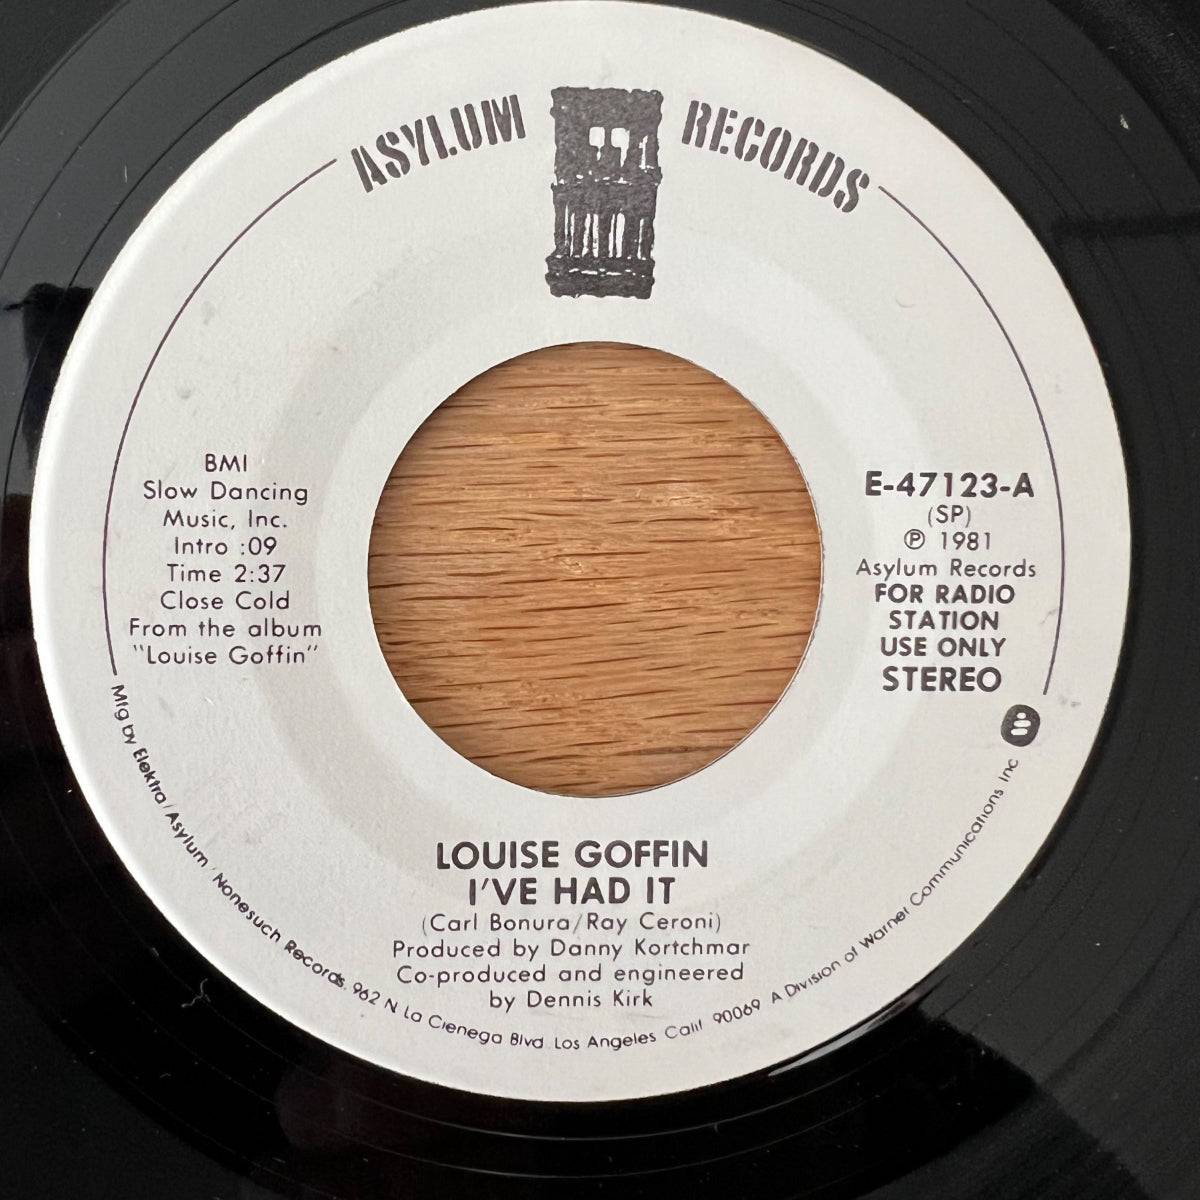 ASYLUM RECORDS
BMI
Slow Dancing
Music, Inc.
Intro :09
Time 2:37
Close Cold
From the album
"Louise Goffin"
E-47123-A
(SP)
℗ 1981
Asylum Records
FOR RADIO
STATION
USE ONLY
STEREO
LOUISE GOFFIN
I'VE HAD IT
(Carl Bonura/Ray Ceroni)
Produced by Danny Kortchmar
Co-produced and engineered
by Dennis Kirk
Mfg by Elektra/Asylum/Nonesuch Records, 962 N La Cienega Blvd Los Angeles Calif 90069 A Division of Warner Communications Inc